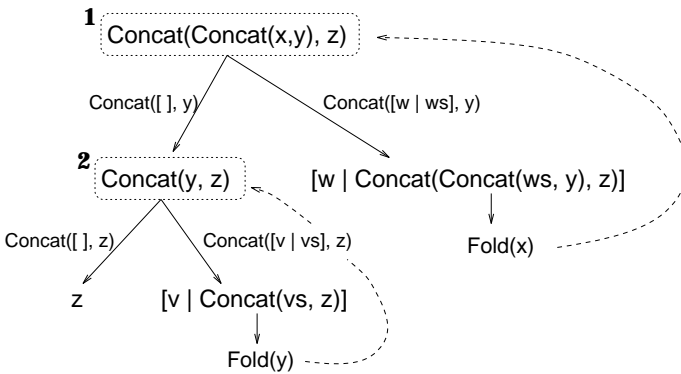 1
Concat(Concat(x,y), z)
Concat([ ], y)
Concat([w | ws], y)
2
Concat(y, z)
[w | Concat(Concat(ws, y), z)]
Concat([ ], z)
Concat([v | vs], z)
Fold(x)
z
[v | Concat(vs, z)]
Fold(y)